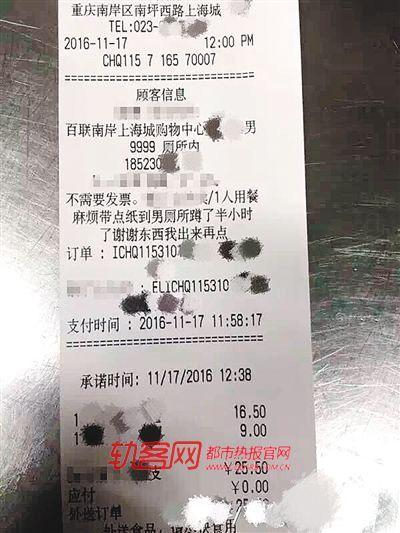 重庆南岸区南坪西路上海城
TEL:023-
2016-11-17 12:00 PM
CHQ115 7 165 70007
顾客信息
百联南岸上海城购物中心 男
9999 厕所内
18523
不需要发票。 /1人用餐
麻烦带点纸到男厕所蹲了半小时
了谢谢东西我出来再点
订单 : ICHQ115310
: ELICHQ115310
支付时间 : 2016-11-17 11:58:17
承诺时间: 11/17/2016 12:38
1 16.50
1 9.00
轨客网 都市热报官网
支 ￥25.50
应付 ￥0.00
外送订单